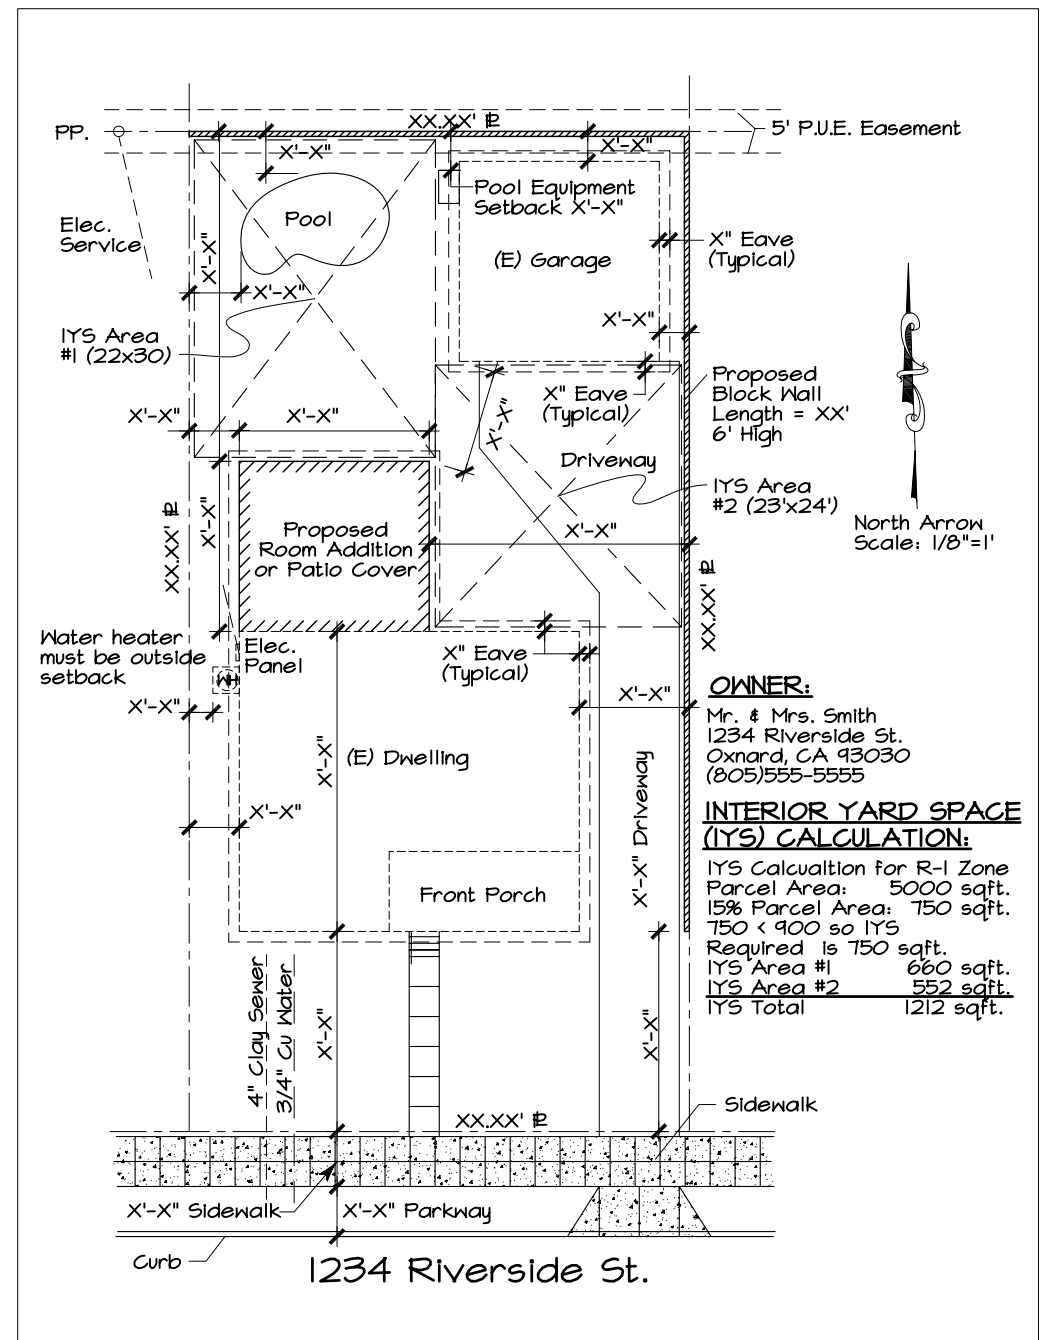 XX.XX' PL
PP.
5' P.U.E. Easement
X'-X"
X'-X"
Pool Equipment
Setback X'-X"
Pool
Elec.
Service
X'-X"
X" Eave
(Typical)
(E) Garage
X'-X"
X'-X"
IYS Area
#1 (22x30)
Proposed
Block Wall
Length = XX'
6' High
X" Eave
(Typical)
X'-X"
X'-X"
X'-X"
Driveway
IYS Area
#2 (23'x24')
North Arrow
Scale: 1/8"=1'
XX.XX' PL
X'-X"
Proposed
Room Addition
or Patio Cover
X'-X"
XX.XX' PL
Water heater
must be outside
setback
WH
Elec.
Panel
X" Eave
(Typical)
X'-X"
X'-X"
OWNER:
Mr. & Mrs. Smith
1234 Riverside St.
Oxnard, CA 93030
(805)555-5555
X'-X"
(E) Dwelling
X'-X" Driveway
X'-X"
INTERIOR YARD SPACE
(IYS) CALCULATION:
IYS Calcualtion for R-1 Zone
Parcel Area: 5000 sqft.
15% Parcel Area: 750 sqft.
750 < 900 so IYS
Required is 750 sqft.
IYS Area #1 660 sqft.
IYS Area #2 552 sqft.
IYS Total 1212 sqft.
Front Porch
4" Clay Sewer
3/4" Cu Water
X'-X"
X'-X"
XX.XX' PL
Sidewalk
X'-X" Sidewalk
X'-X" Parkway
Curb
1234 Riverside St.